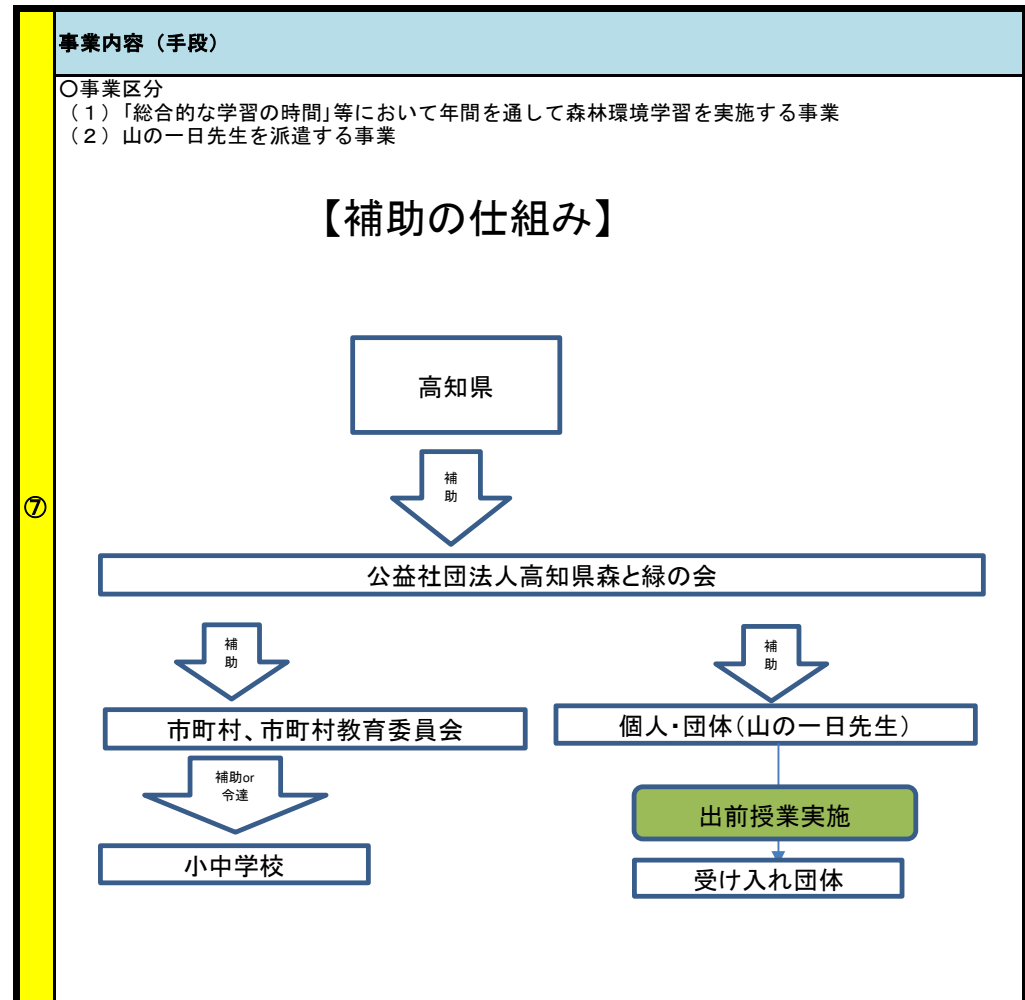 事業内容（手段）
〇事業区分
（１）「総合的な学習の時間」等において年間を通して森林環境学習を実施する事業
（２）山の一日先生を派遣する事業
【補助の仕組み】
高知県
補
助
⑦
公益社団法人高知県森と緑の会
補
助
補
助
市町村、市町村教育委員会
個人・団体（山の一日先生）
補助or
令達
出前授業実施
小中学校
受け入れ団体